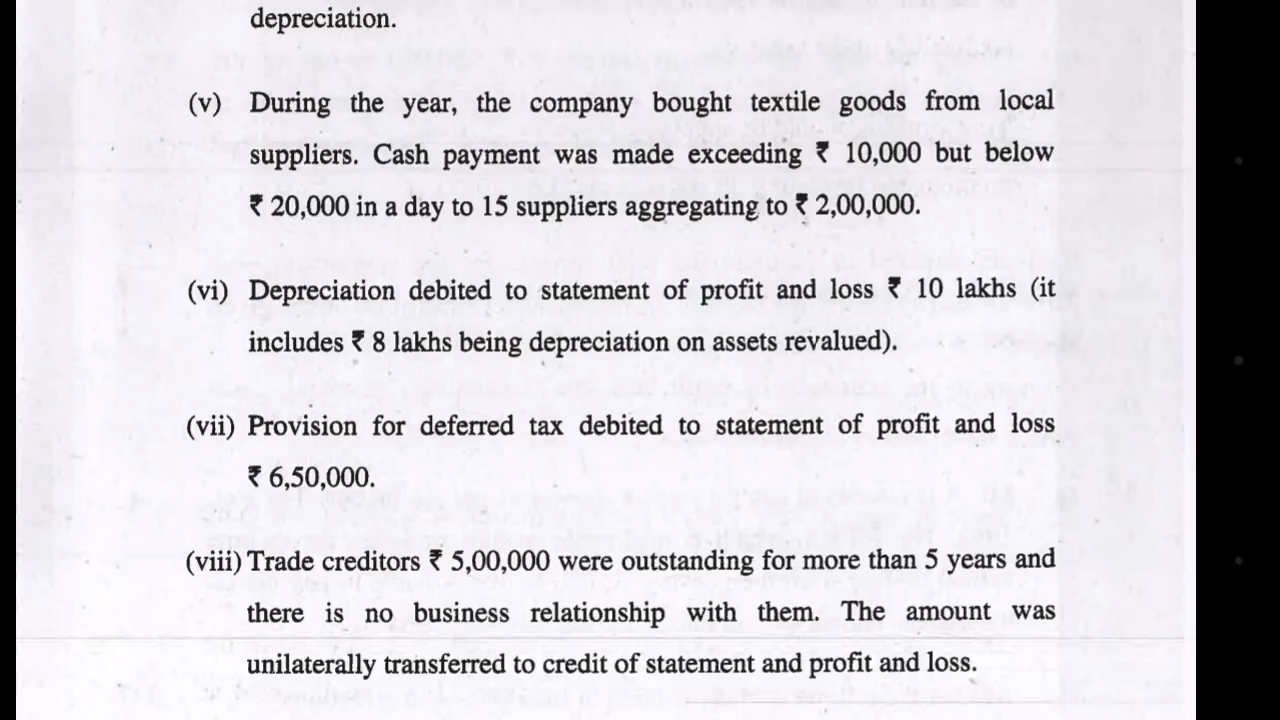 depreciation.
(v) During the year, the company bought textile goods from local
suppliers. Cash payment was made exceeding ₹ 10,000 but below
₹ 20,000 in a day to 15 suppliers aggregating to ₹ 2,00,000.
(vi) Depreciation debited to statement of profit and loss ₹ 10 lakhs (it
includes ₹ 8 lakhs being depreciation on assets revalued).
(vii) Provision for deferred tax debited to statement of profit and loss
₹ 6,50,000.
(viii) Trade creditors ₹ 5,00,000 were outstanding for more than 5 years and
there is no business relationship with them. The amount was
unilaterally transferred to credit of statement and profit and loss.